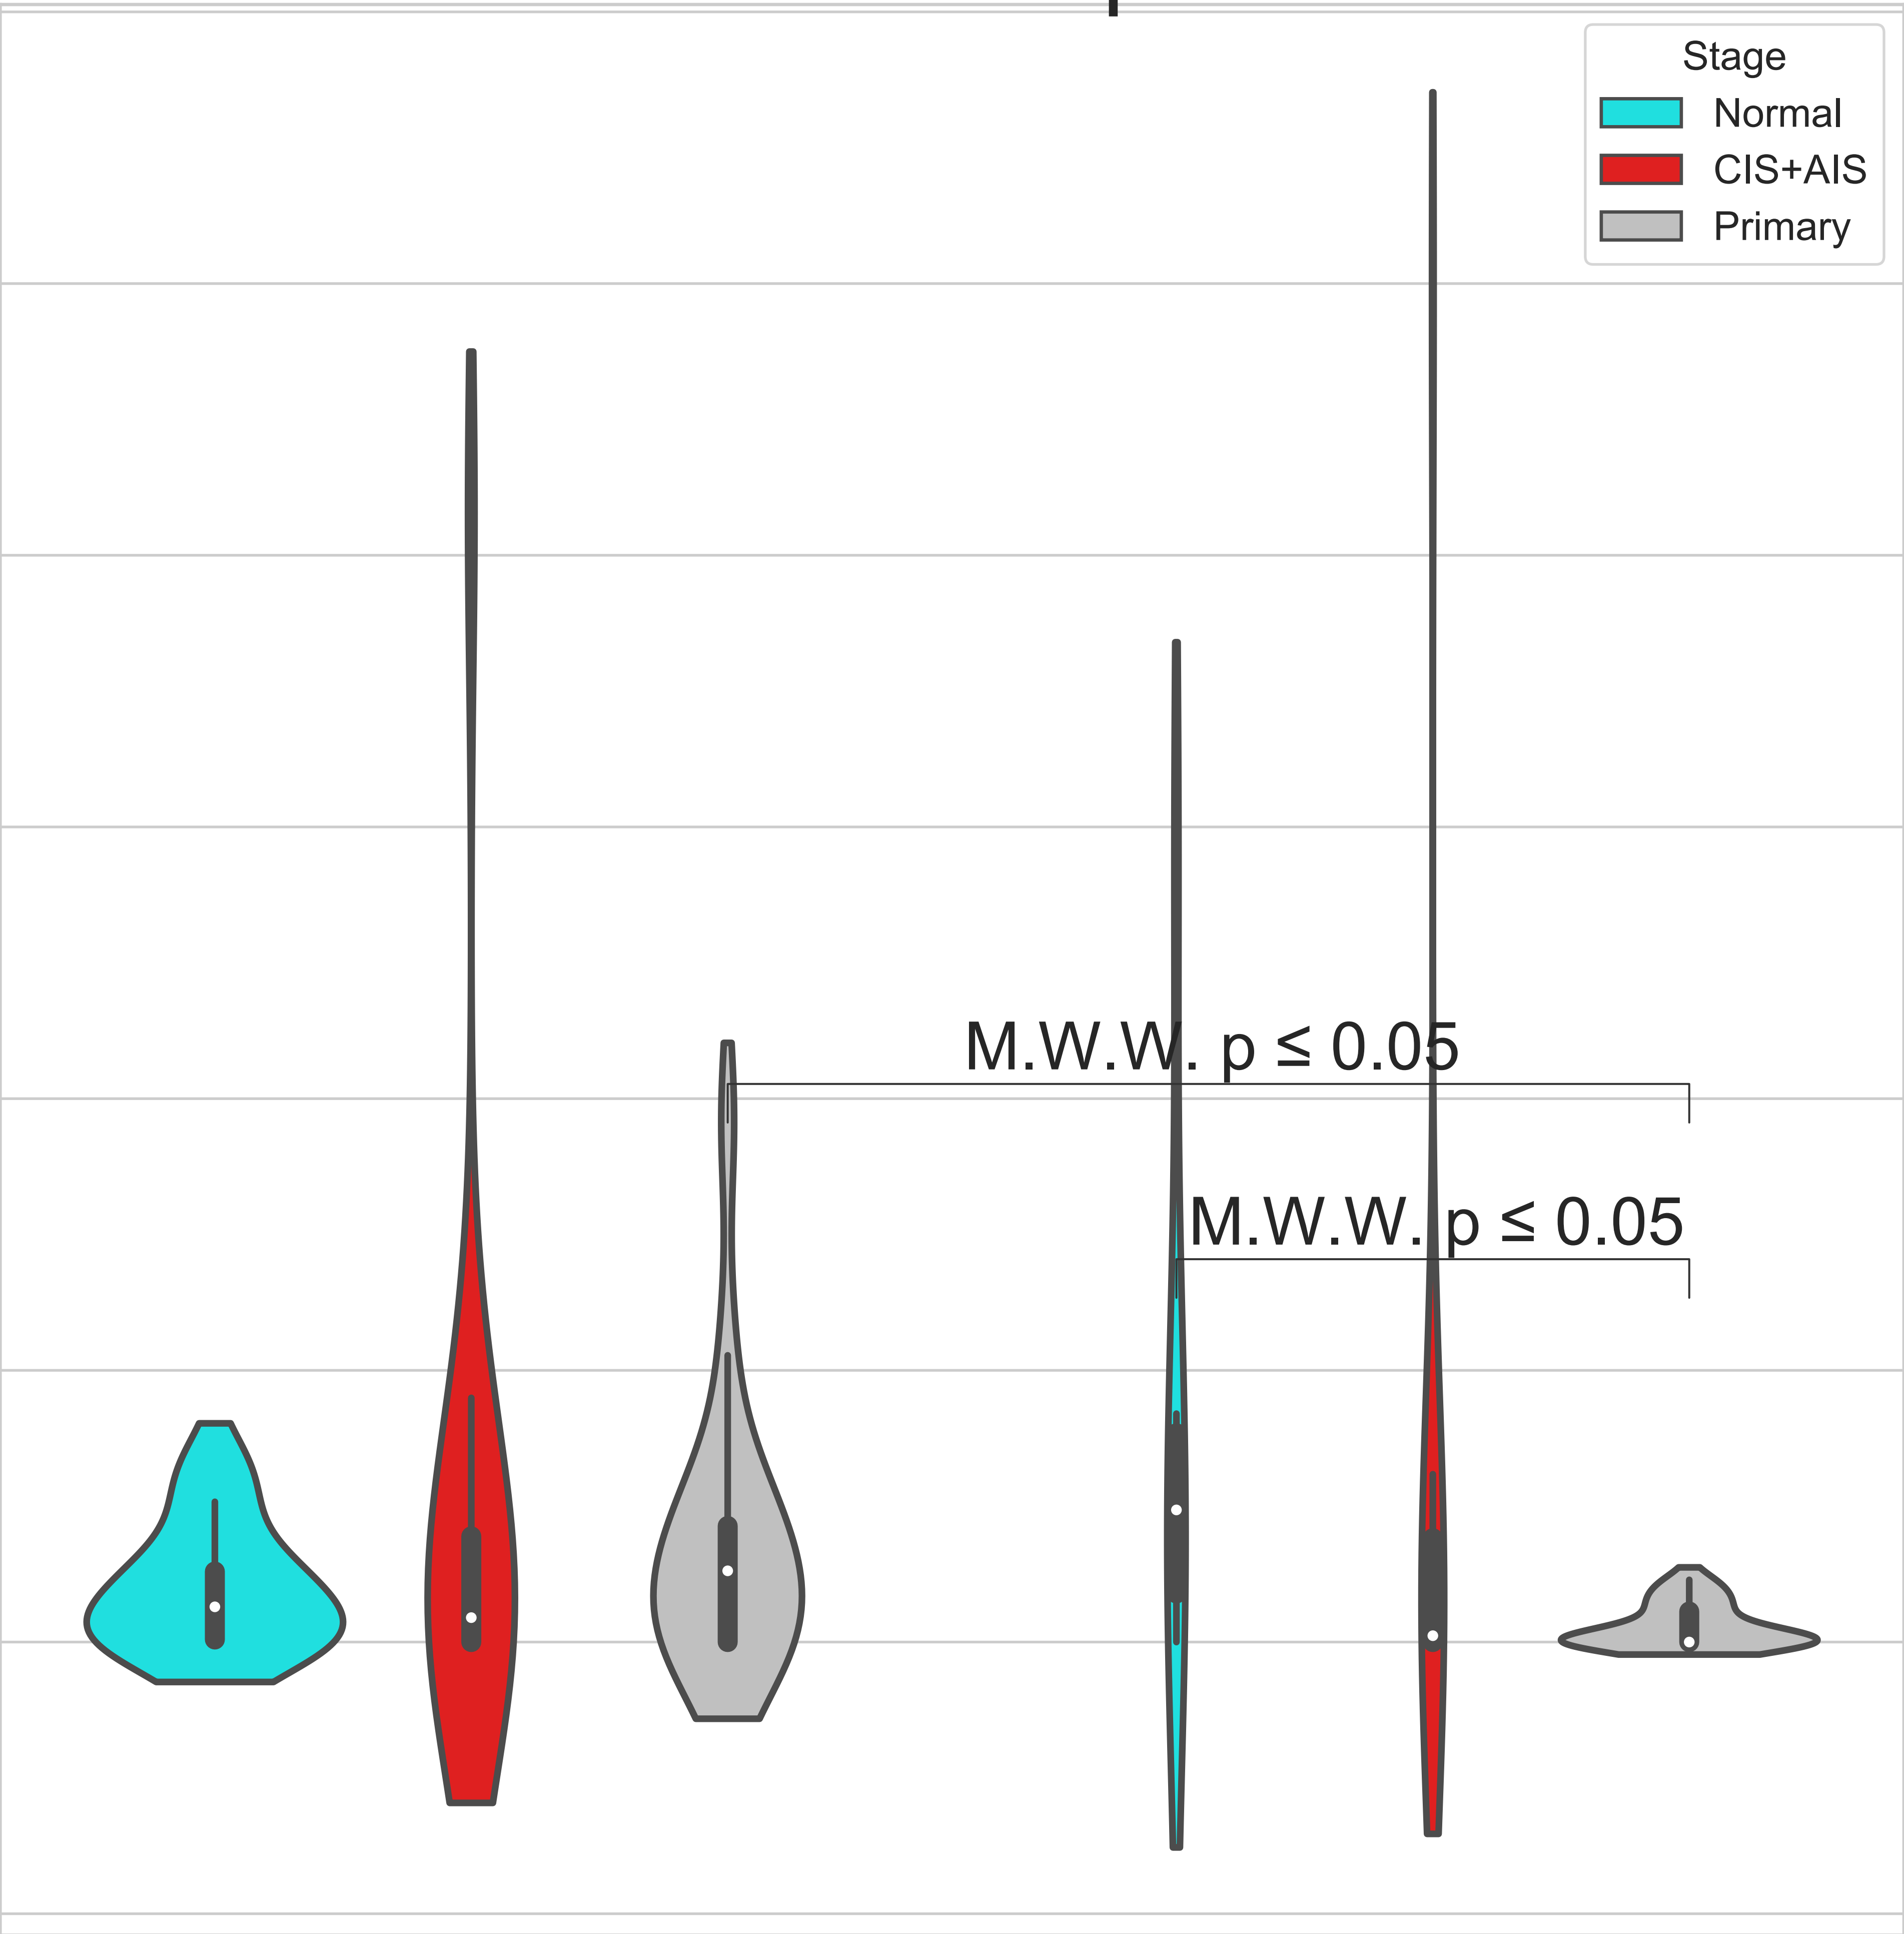 Stage
Normal
CIS+AIS
Primary
M.W.W. p ≤ 0.05
M.W.W. p ≤ 0.05